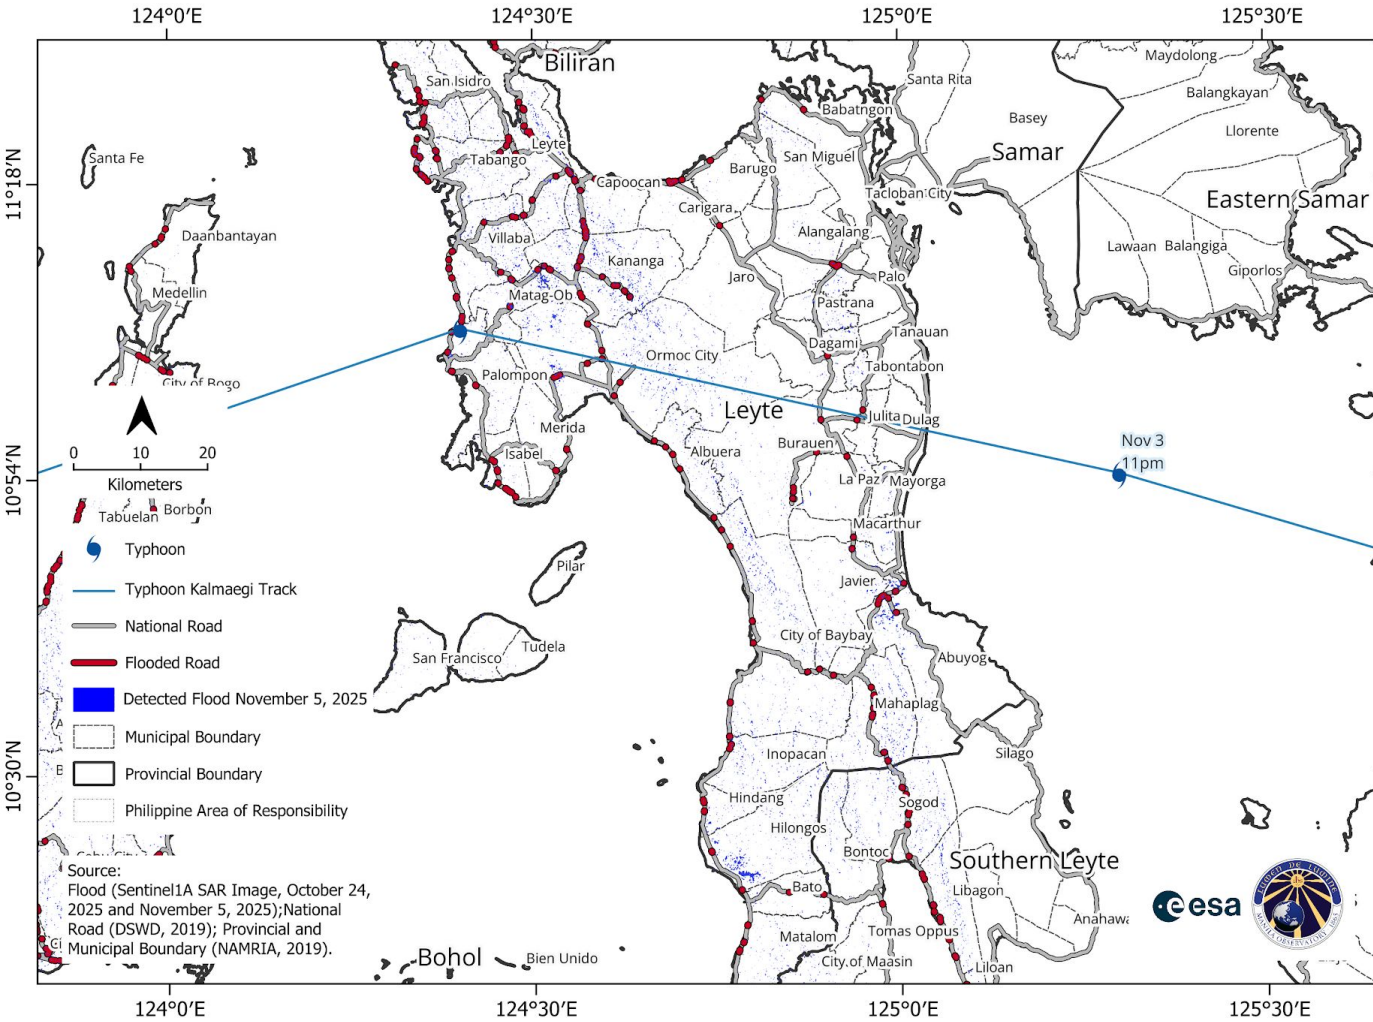 124°0′E
124°30′E
125°0′E
125°30′E
11°18′N
10°54′N
10°30′N
Biliran
San Isidro
Maydolong
Santa Rita
Balangkayan
Babatngon
Basey
Llorente
Leyte
Samar
Santa Fe
Tabango
San Miguel
Barugo
Capoocan
Tacloban City
Eastern Samar
Carigara
Daanbantayan
Villaba
Alangalang
Lawaan
Balangiga
Kananga
Giporlos
Jaro
Palo
Medellin
Matag-Ob
Pastrana
Tanauan
Dagami
Ormoc City
Tabontabon
City of Bogo
Palompon
Leyte
Julita
Dulag
Merida
Burauen
Nov 3
11pm
Isabel
Albuera
La Paz
Mayorga
0
10
20
Kilometers
Tabuelan
Borbon
Macarthur
Typhoon
Pilar
Javier
Typhoon Kalmaegi Track
National Road
City of Baybay
Tudela
San Francisco
Abuyog
Flooded Road
Detected Flood November 5, 2025
Mahaplag
Municipal Boundary
Inopacan
Silago
Provincial Boundary
Hindang
Sogod
Philippine Area of Responsibility
Hilongos
Bontoc
Southern Leyte
Source:
Flood (Sentinel1A SAR Image, October 24,
2025 and November 5, 2025);National
Road (DSWD, 2019); Provincial and
Municipal Boundary (NAMRIA, 2019).
Bato
Libagon
esa
LUMEN DE LUMINE
MANILA OBSERVATORY 1865
Anahawa
Matalom
Tomas Oppus
Bohol
Bien Unido
City of Maasin
Liloan
124°0′E
124°30′E
125°0′E
125°30′E